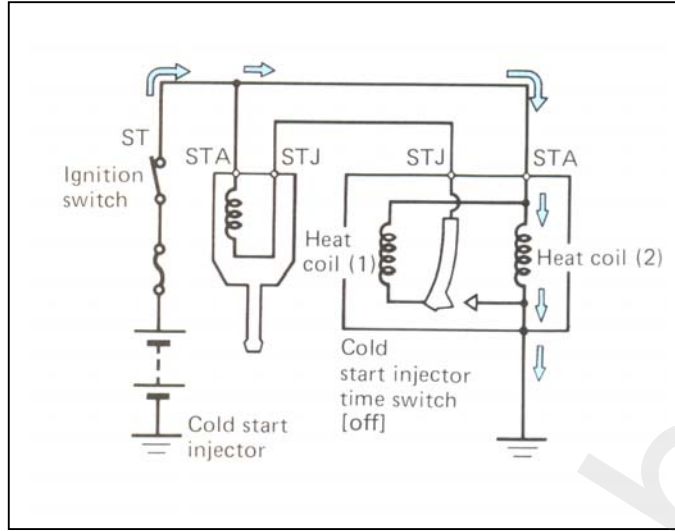 ST
Ignition
switch
STA
STJ
STJ
STA
Heat
coil (1)
Heat coil (2)
Cold
start injector
time switch
[off]
Cold start
injector